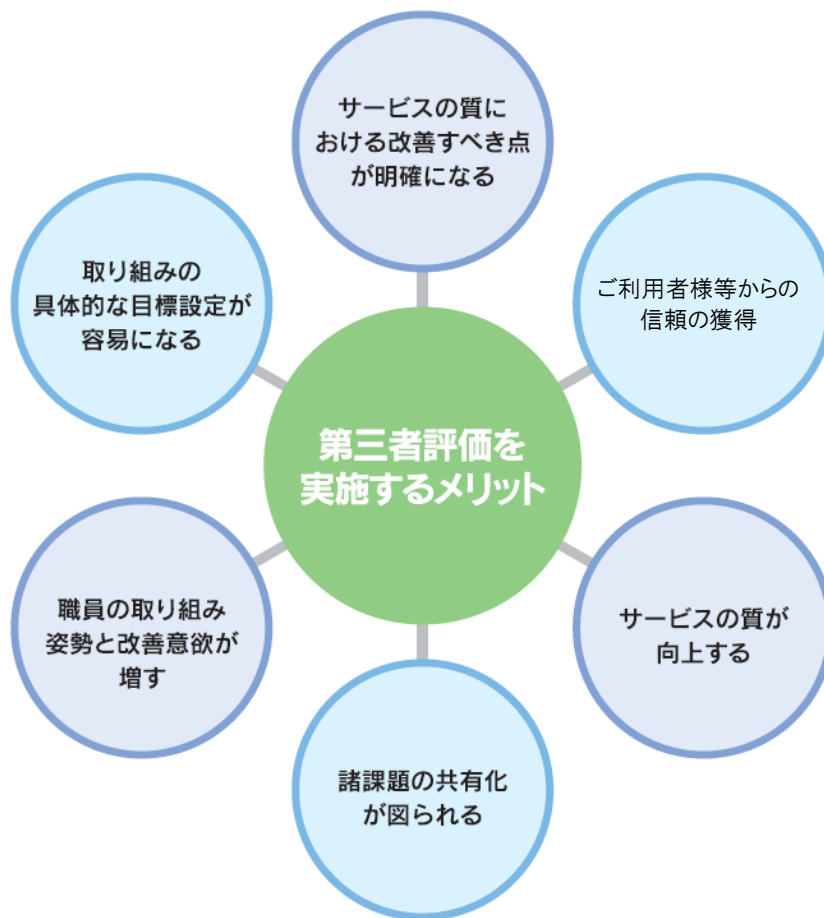 サービスの質に
おける改善すべき点
が明確になる
取り組みの
具体的な目標設定が
容易になる
ご利用者様等からの
信頼の獲得
第三者評価を
実施するメリット
職員の取り組み
姿勢と改善意欲が
増す
サービスの質が
向上する
諸課題の共有化
が図られる